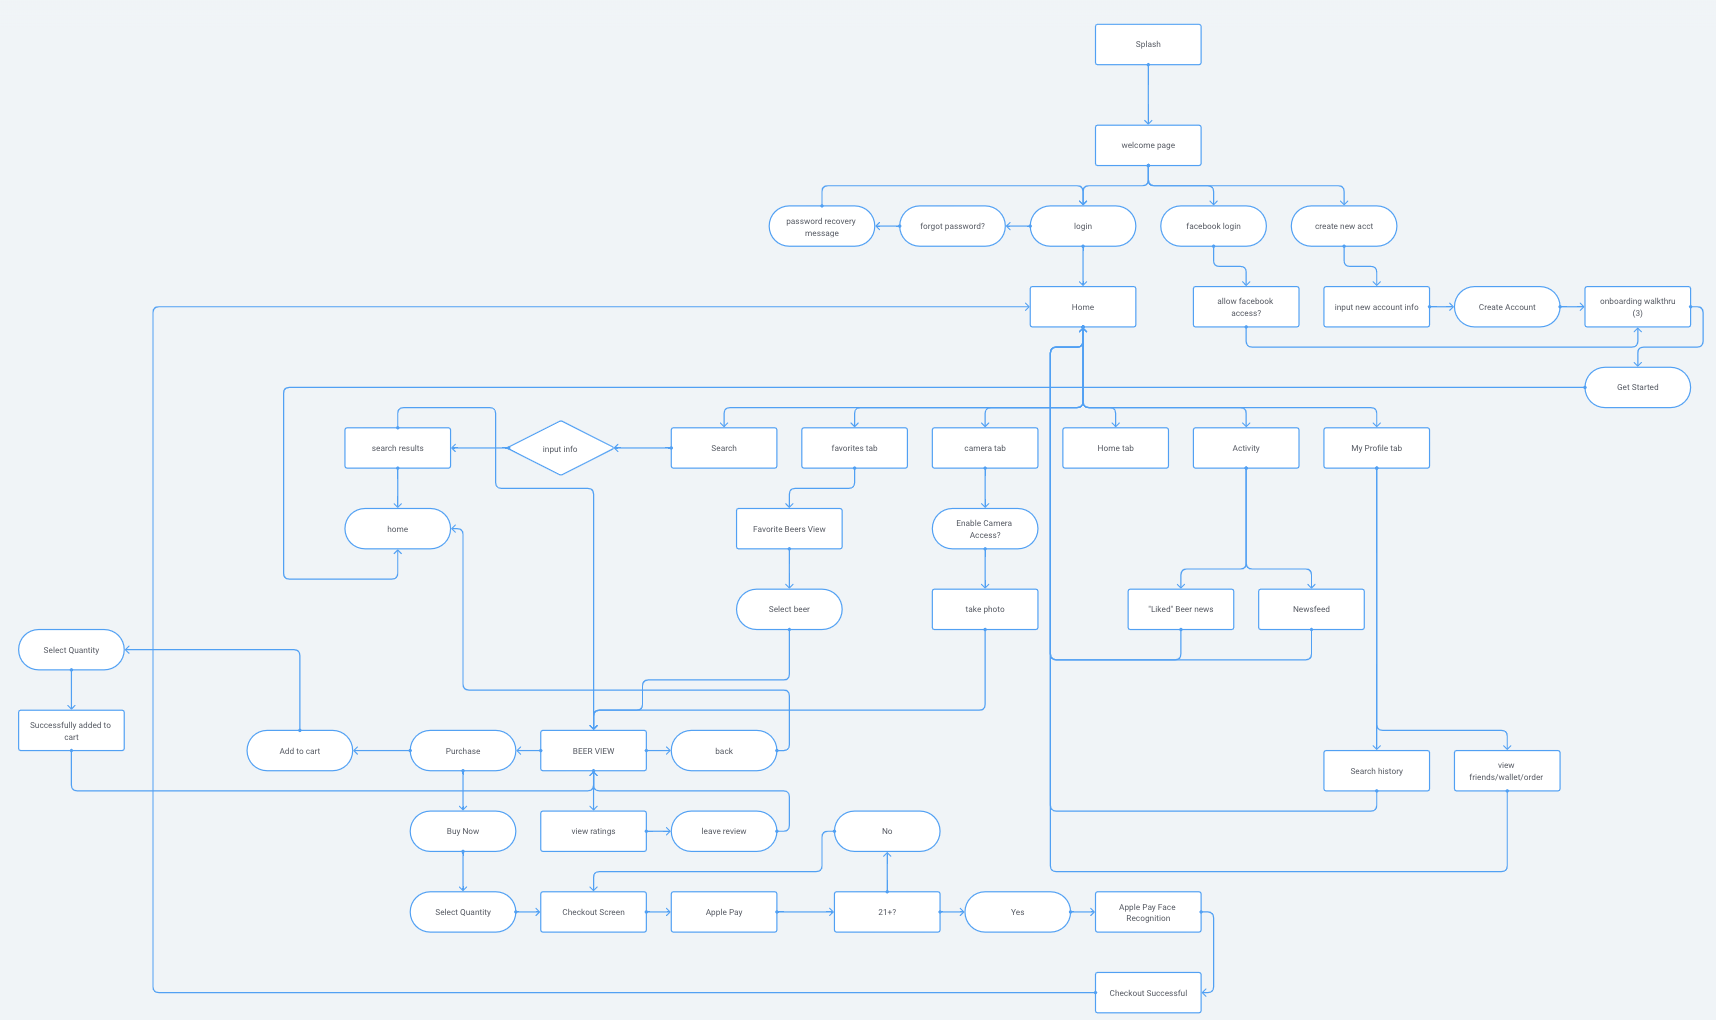 Splash
welcome page
password recovery
message
forgot password?
login
facebook login
create new acct
Home
allow facebook
access?
input new account info
Create Account
onboarding walkthru
(3)
Get Started
search results
input info
Search
favorites tab
camera tab
Home tab
Activity
My Profile tab
home
Favorite Beers View
Enable Camera
Access?
Select beer
take photo
"Liked" Beer news
Newsfeed
Select Quantity
Successfully added to
cart
Add to cart
Purchase
BEER VIEW
back
Search history
view
friends/wallet/order
Buy Now
view ratings
leave review
No
Select Quantity
Checkout Screen
Apple Pay
21+?
Yes
Apple Pay Face
Recognition
Checkout Successful